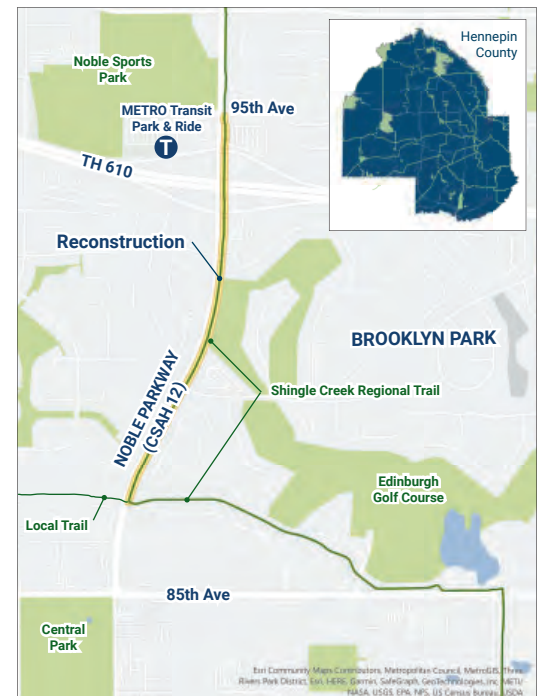 Hennepin
County
Noble Sports
Park
METRO Transit
Park & Ride
T
95th Ave
TH 610
Reconstruction
BROOKLYN PARK
NOBLE PARKWAY
(CSAH 12)
Shingle Creek Regional Trail
Edinburgh
Golf Course
Local Trail
85th Ave
Central
Park
Esri Community Maps Contributors, Metropolitan Council, MetroGIS, Three
Rivers Park District, Esri, HERE, Garmin, SafeGraph, GeoTechnologies, Inc, METI/
NASA, USGS, EPA, NPS, US Census Bureau, USDA